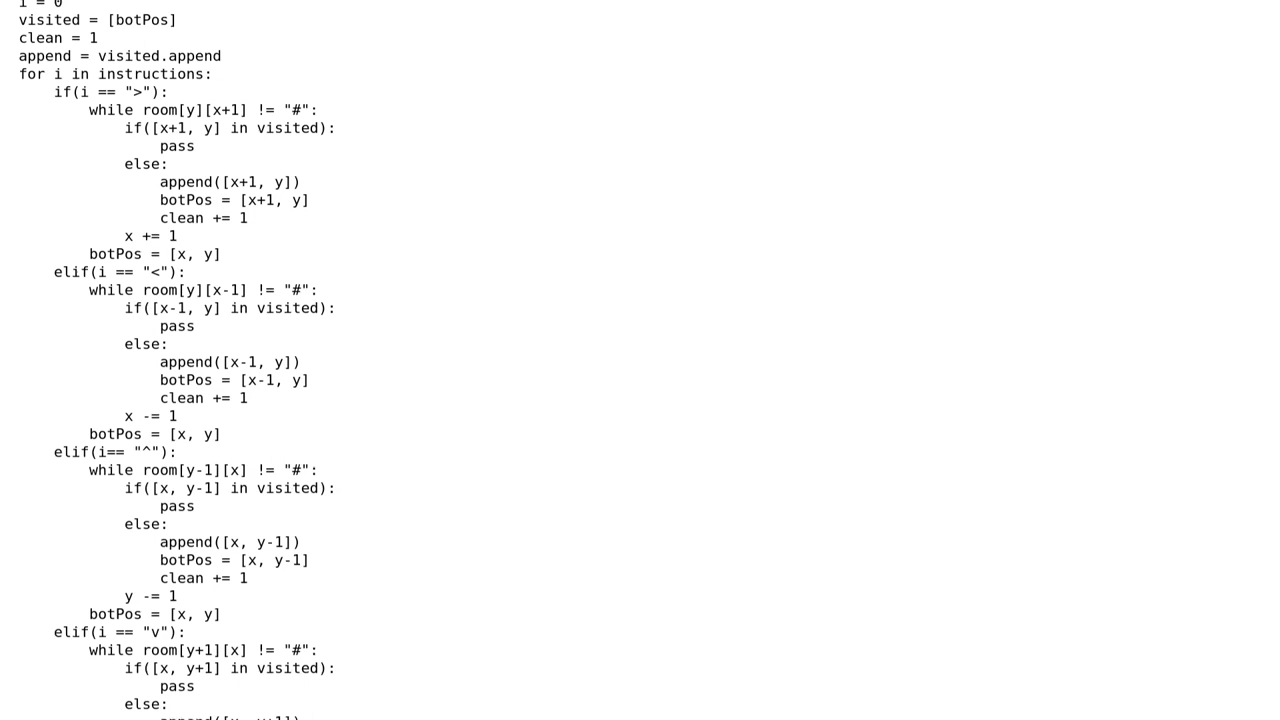 i = 0
visited = [botPos]
clean = 1
append = visited.append
for i in instructions:
    if(i == ">"):
        while room[y][x+1] != "#":
            if([x+1, y] in visited):
                pass
            else:
                append([x+1, y])
                botPos = [x+1, y]
                clean += 1
            x += 1
        botPos = [x, y]
    elif(i == "<"):
        while room[y][x-1] != "#":
            if([x-1, y] in visited):
                pass
            else:
                append([x-1, y])
                botPos = [x-1, y]
                clean += 1
            x -= 1
        botPos = [x, y]
    elif(i== "^"):
        while room[y-1][x] != "#":
            if([x, y-1] in visited):
                pass
            else:
                append([x, y-1])
                botPos = [x, y-1]
                clean += 1
            y -= 1
        botPos = [x, y]
    elif(i == "v"):
        while room[y+1][x] != "#":
            if([x, y+1] in visited):
                pass
            else:
                append([x, y+1])